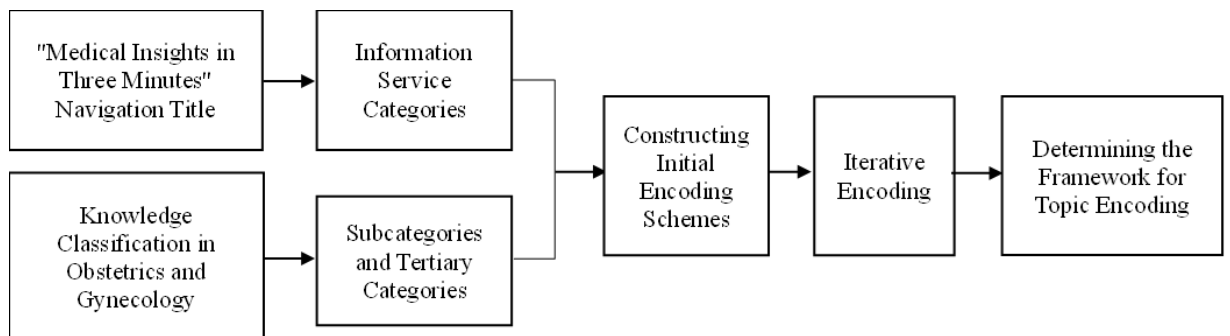 "Medical Insights in
Three Minutes"
Navigation Title
Information
Service
Categories
Knowledge
Classification in
Obstetrics and
Gynecology
Subcategories
and Tertiary
Categories
Constructing
Initial
Encoding
Schemes
Iterative
Encoding
Determining the
Framework for
Topic Encoding